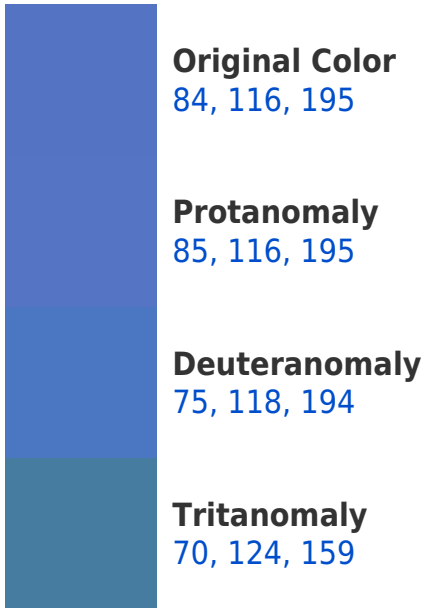 Original Color
84, 116, 195
Protanomaly
85, 116, 195
Deuteranomaly
75, 118, 194
Tritanomaly
70, 124, 159